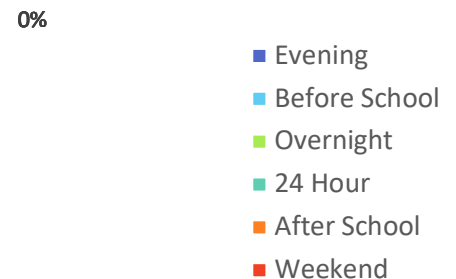 0%
Evening
Before School
Overnight
24 Hour
After School
Weekend